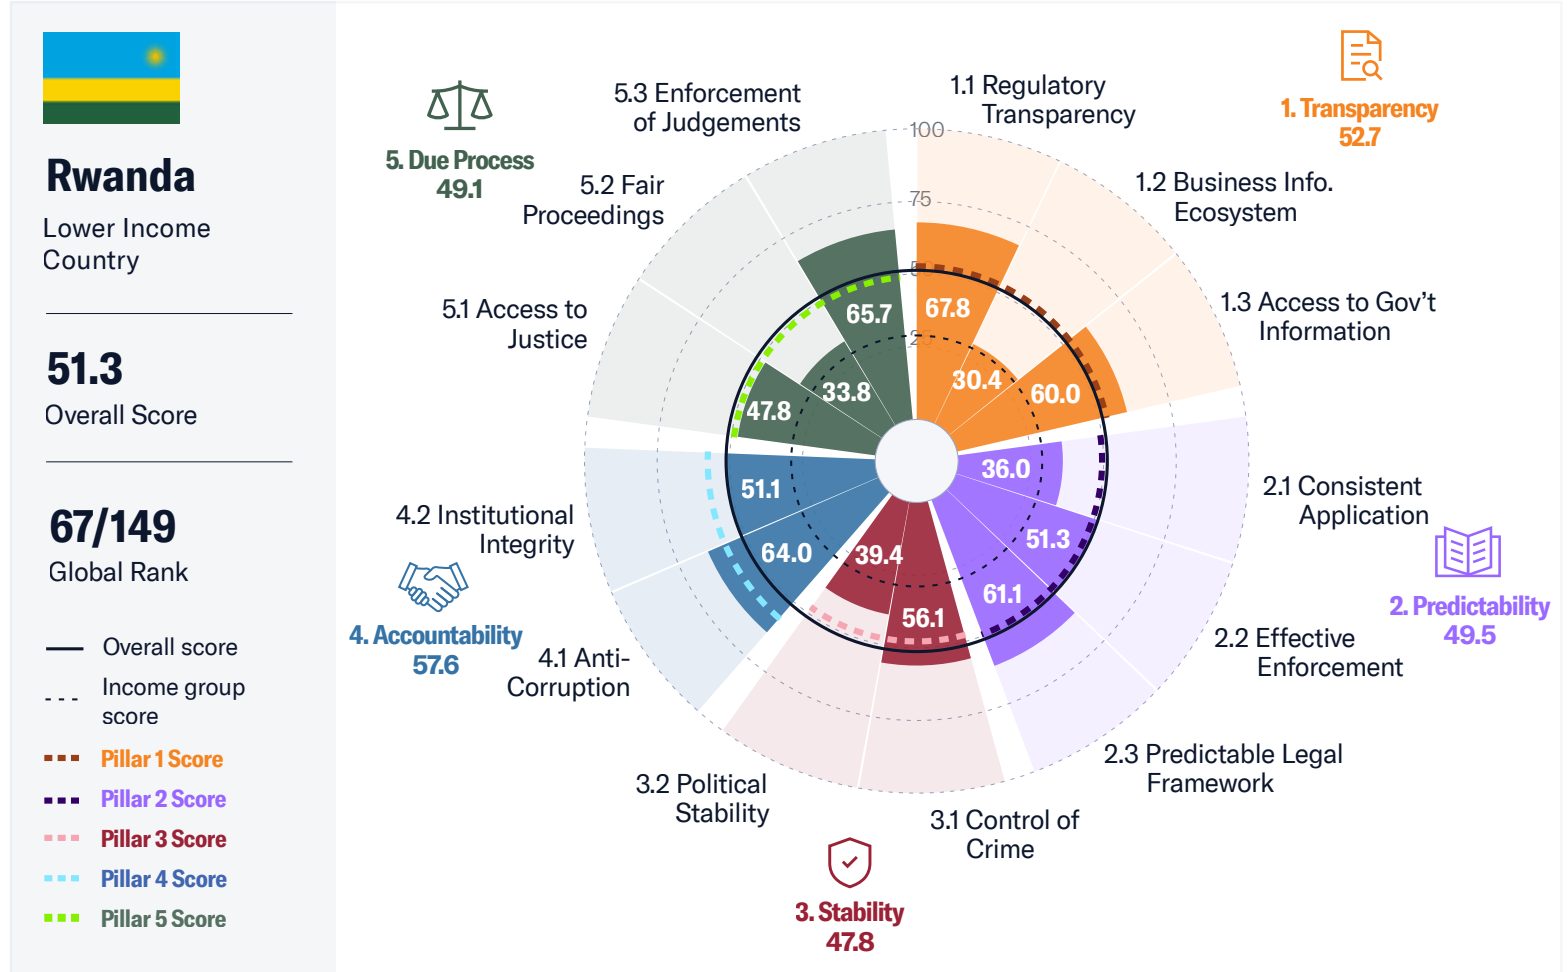 Rwanda
Lower Income
Country
51.3
Overall Score
67/149
Global Rank
Overall score
Income group
score
Pillar 1 Score
Pillar 2 Score
Pillar 3 Score
Pillar 4 Score
Pillar 5 Score
1. Transparency
52.7
1.1 Regulatory
Transparency
1.2 Business Info.
Ecosystem
1.3 Access to Gov’t
Information
2. Predictability
49.5
2.1 Consistent
Application
2.2 Effective
Enforcement
2.3 Predictable Legal
Framework
3. Stability
47.8
3.1 Control of
Crime
3.2 Political
Stability
4. Accountability
57.6
4.1 Anti-
Corruption
4.2 Institutional
Integrity
5. Due Process
49.1
5.1 Access to
Justice
5.2 Fair
Proceedings
5.3 Enforcement
of Judgements
100
75
50
25
67.8
30.4
60.0
36.0
51.3
61.1
56.1
39.4
64.0
51.1
47.8
33.8
65.7